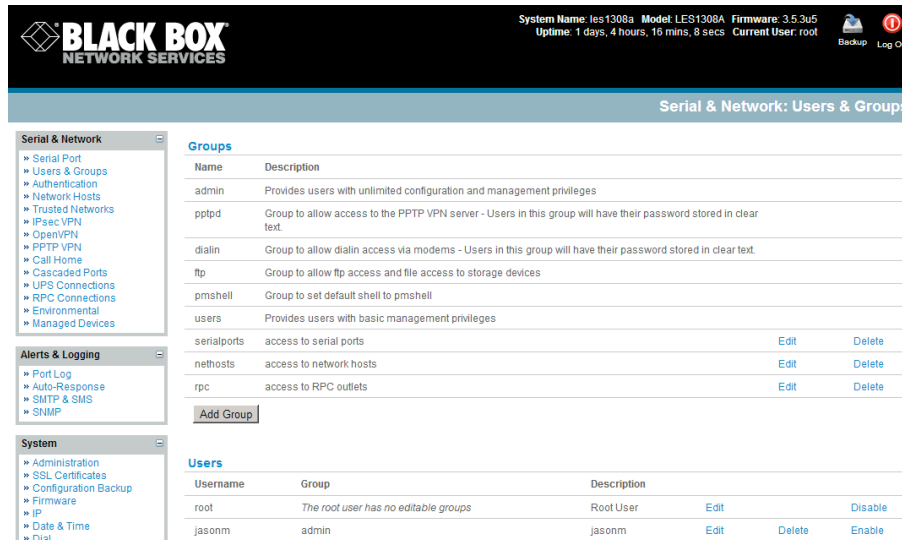 BLACK BOX®
NETWORK SERVICES
System Name: les1308a Model: LES1308A Firmware: 3.5.3u5
Uptime: 1 days, 4 hours, 16 mins, 8 secs Current User: root
Backup
Log O
Serial & Network: Users & Groups
Serial & Network
» Serial Port
» Users & Groups
» Authentication
» Network Hosts
» Trusted Networks
» IPsec VPN
» OpenVPN
» PPTP VPN
» Call Home
» Cascaded Ports
» UPS Connections
» RPC Connections
» Environmental
» Managed Devices
Alerts & Logging
» Port Log
» Auto-Response
» SMTP & SMS
» SNMP
System
» Administration
» SSL Certificates
» Configuration Backup
» Firmware
» IP
» Date & Time
» Dial
Groups
Name Description
admin Provides users with unlimited configuration and management privileges
pptpd Group to allow access to the PPTP VPN server - Users in this group will have their password stored in clear
text.
dialin Group to allow dialin access via modems - Users in this group will have their password stored in clear text.
ftp Group to allow ftp access and file access to storage devices
pmshell Group to set default shell to pmshell
users Provides users with basic management privileges
serialports access to serial ports Edit Delete
nethosts access to network hosts Edit Delete
rpc access to RPC outlets Edit Delete
Add Group
Users
Username Group Description
root The root user has no editable groups Root User Edit Disable
jasonm admin jasonm Edit Delete Enable